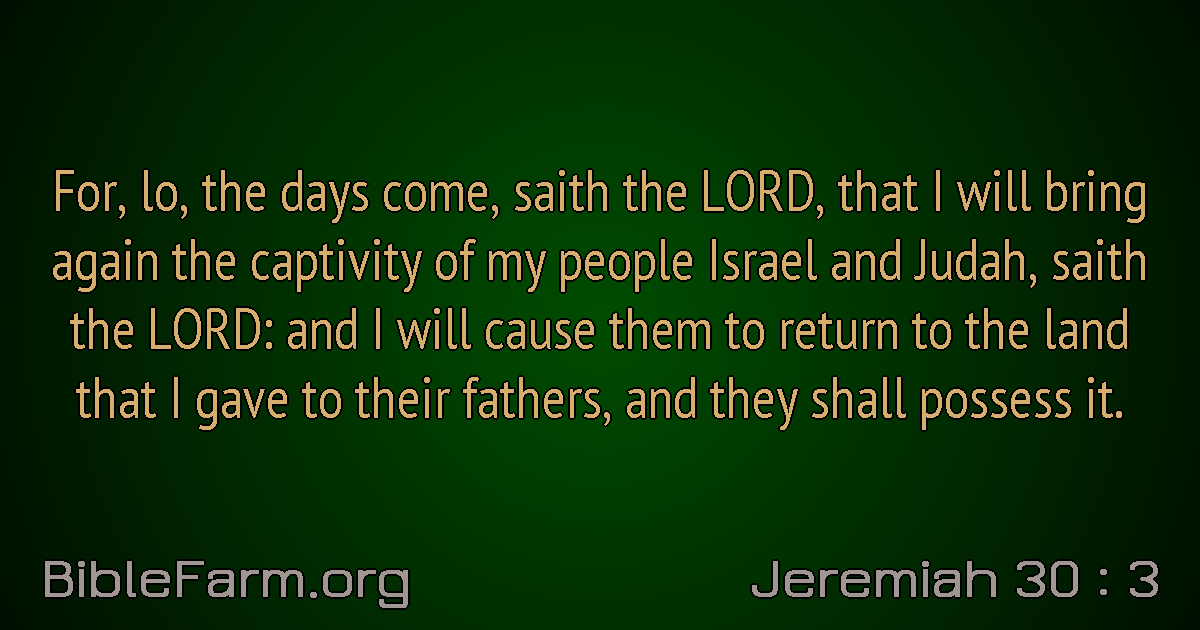 For, lo, the days come, saith the LORD, that I will bring
again the captivity of my people Israel and Judah, saith
the LORD: and I will cause them to return to the land
that I gave to their fathers, and they shall possess it.
BibleFarm.org
Jeremiah 30 : 3